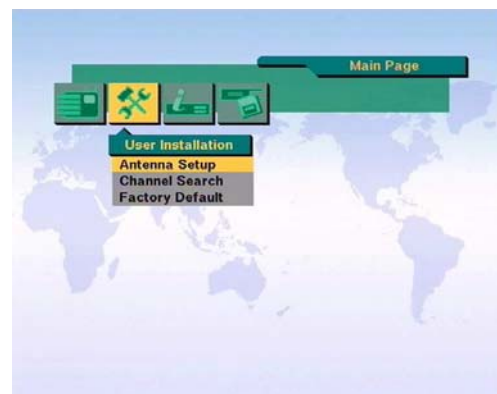 Main Page
User Installation
Antenna Setup
Channel Search
Factory Default